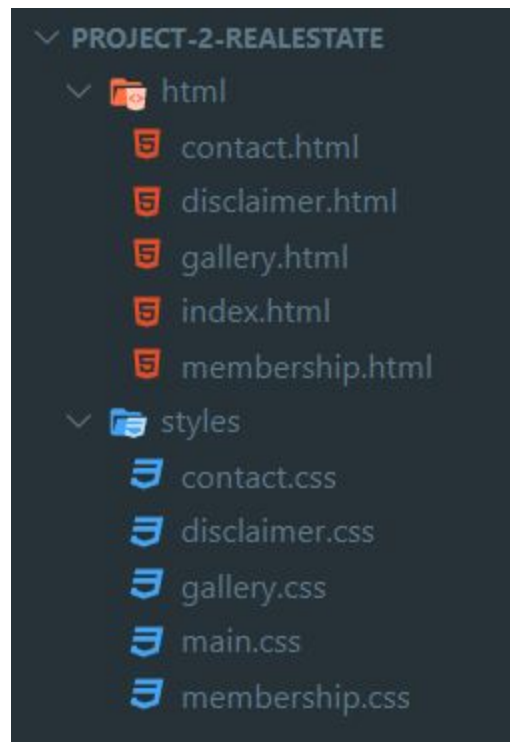 PROJECT-2-REALESTATE
html
contact.html
disclaimer.html
gallery.html
index.html
membership.html
styles
contact.css
disclaimer.css
gallery.css
main.css
membership.css